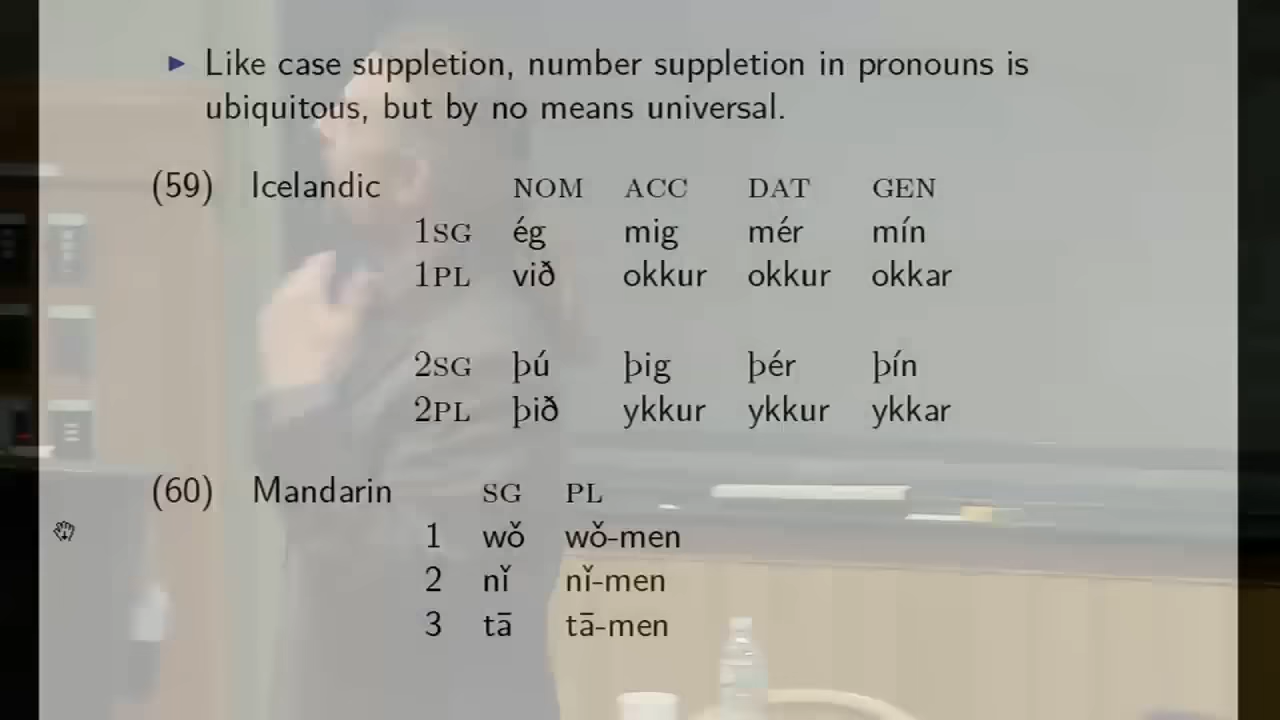 ▶ Like case suppletion, number suppletion in pronouns is
ubiquitous, but by no means universal.
(59) Icelandic NOM ACC DAT GEN
1SG ég mig mér mín
1PL við okkur okkur okkar
2SG þú þig þér þín
2PL þið ykkur ykkur ykkar
(60) Mandarin SG PL
1 wǒ wǒ-men
2 nǐ nǐ-men
3 tā tā-men